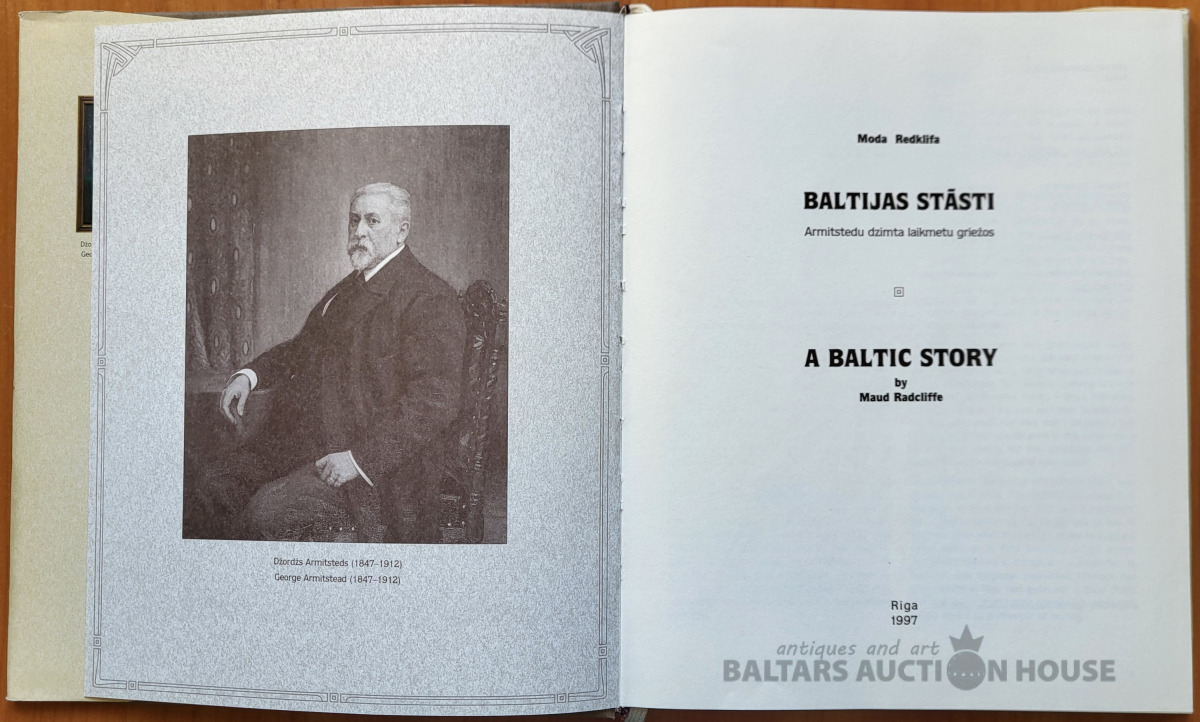 Džordžs Armitsteds (1847–1912)
George Armitstead (1847–1912)
Moda Redklifa
BALTIJAS STĀSTI
Armitstedu dzimta laikmetu griežos
A BALTIC STORY
by
Maud Radcliffe
Rīga
1997
antiques and art
BALTARS AUCTION HOUSE